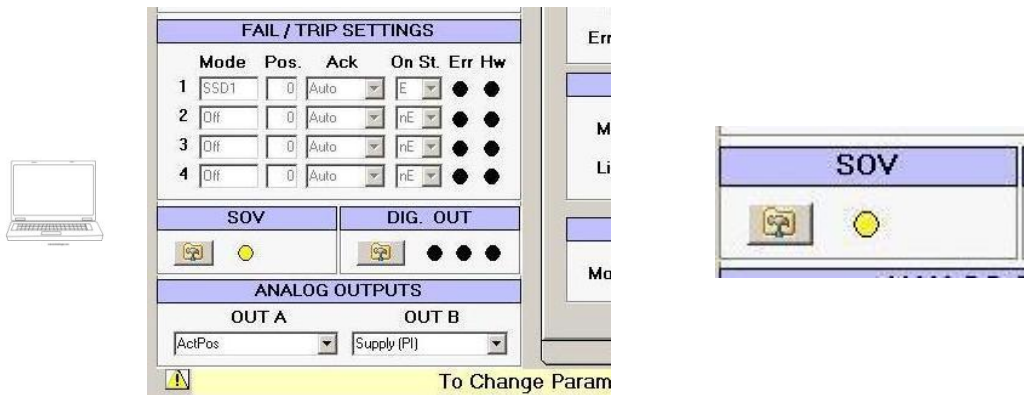 FAIL / TRIP SETTINGS
Mode Pos. Ack On St. Err Hw
1 SSD1 0 Auto E
2 Off 0 Auto nE
3 Off 0 Auto nE
4 Off 0 Auto nE
SOV DIG. OUT
ANALOG OUTPUTS
OUT A OUT B
ActPos Supply (PI)
To Change Param
Err
M
Li
Mo
SOV